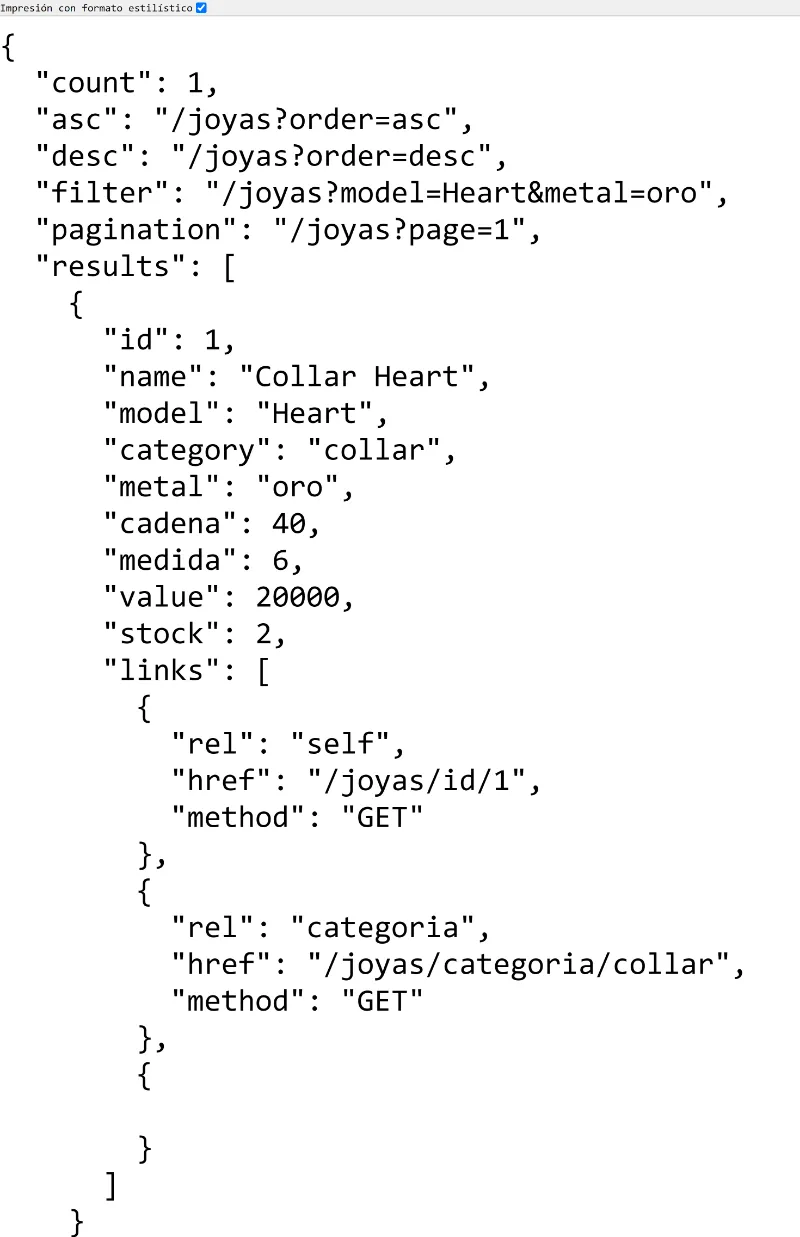 Impresión con formato estilístico
{
  "count": 1,
  "asc": "/joyas?order=asc",
  "desc": "/joyas?order=desc",
  "filter": "/joyas?model=Heart&metal=oro",
  "pagination": "/joyas?page=1",
  "results": [
    {
      "id": 1,
      "name": "Collar Heart",
      "model": "Heart",
      "category": "collar",
      "metal": "oro",
      "cadena": 40,
      "medida": 6,
      "value": 20000,
      "stock": 2,
      "links": [
        {
          "rel": "self",
          "href": "/joyas/id/1",
          "method": "GET"
        },
        {
          "rel": "categoria",
          "href": "/joyas/categoria/collar",
          "method": "GET"
        },
        {

        }
      ]
    }